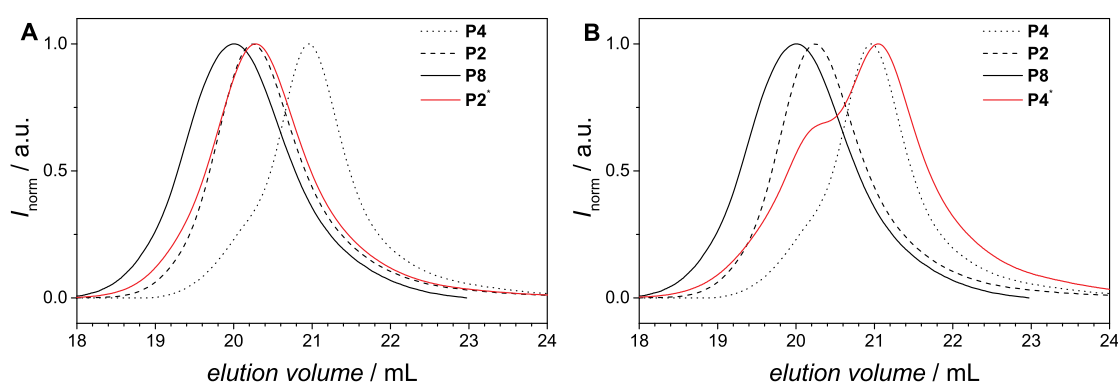 A
P4
P2
P8
P2*
1.0
0.5
0.0
I norm / a.u.
18 19 20 21 22 23 24
elution volume / mL
B
P4
P2
P8
P4*
1.0
0.5
0.0
I norm / a.u.
18 19 20 21 22 23 24
elution volume / mL